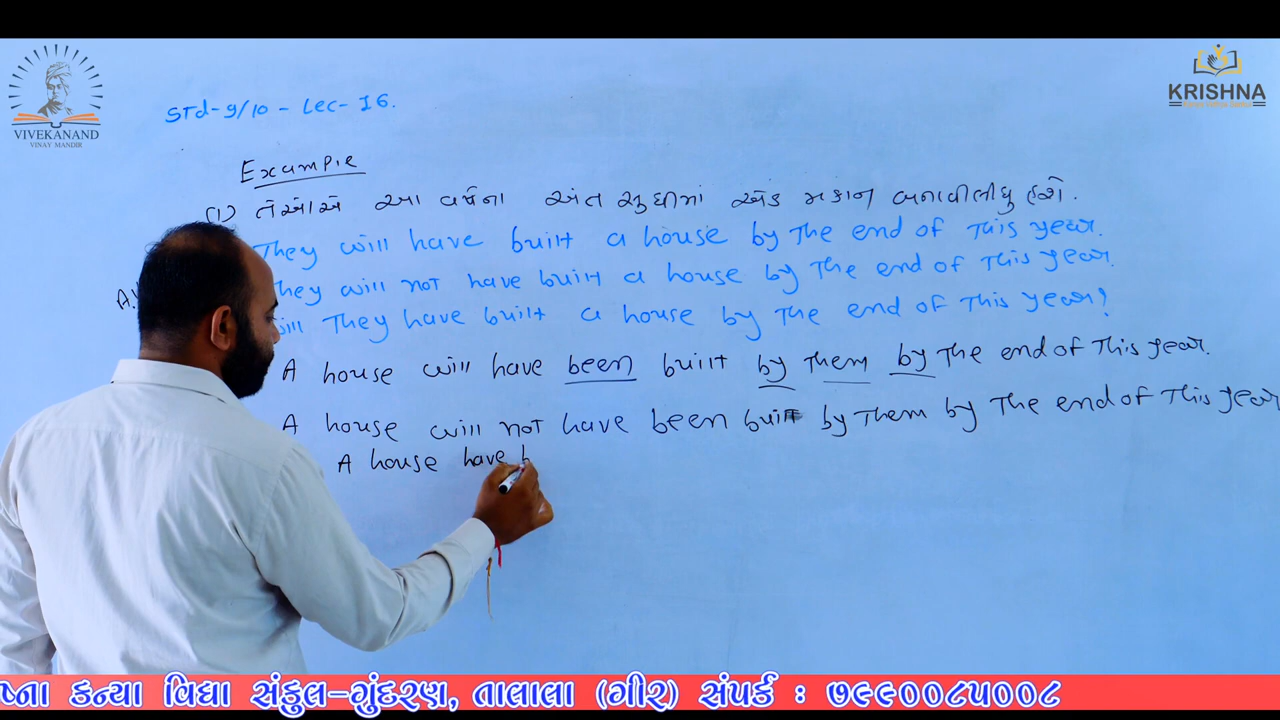 VIVEKANAND
VINAY MANDIR
KRISHNA
Std-9/10 - Lec- 16.
Example
(1) તેઓએ આ વર્ષના અંત સુધીમાં એક મકાન બનાવીલીધુ હશે.
They will have built a house by The end of This year.
They will not have built a house by The end of This year.
ill They have built a house by The end of This year?
A house will have been built by Them by The end of This year.
A house will not have been built by Them by The end of This year
A house have b
ષ્ના કન્યા વિદ્યા સંકુલ-ગુંદરણ, તાલાલા (ગીર) સંપર્ક : ૭૯૯૦૦૮૫૦૦૮